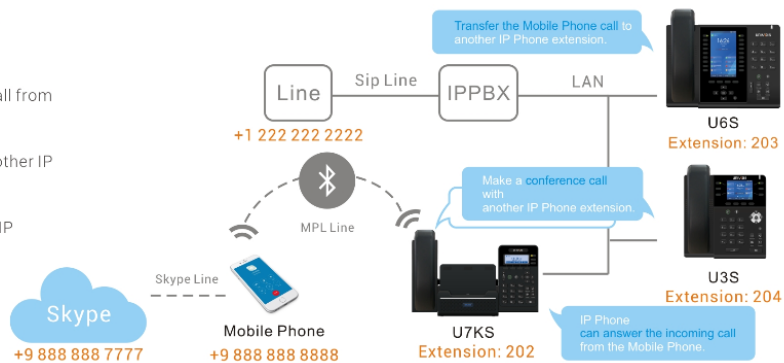 Transfer the Mobile Phone call to
another IP Phone extension.
all from
other IP
IP
Line
Sip Line
IPPBX
LAN
+1 222 222 2222
U6S
Extension: 203
Make a conference call
with
another IP Phone extension.
MPL Line
Skype Line
Skype
+9 888 888 7777
Mobile Phone
+9 888 888 8888
U7KS
Extension: 202
U3S
Extension: 204
IP Phone
can answer the incoming call
from the Mobile Phone.